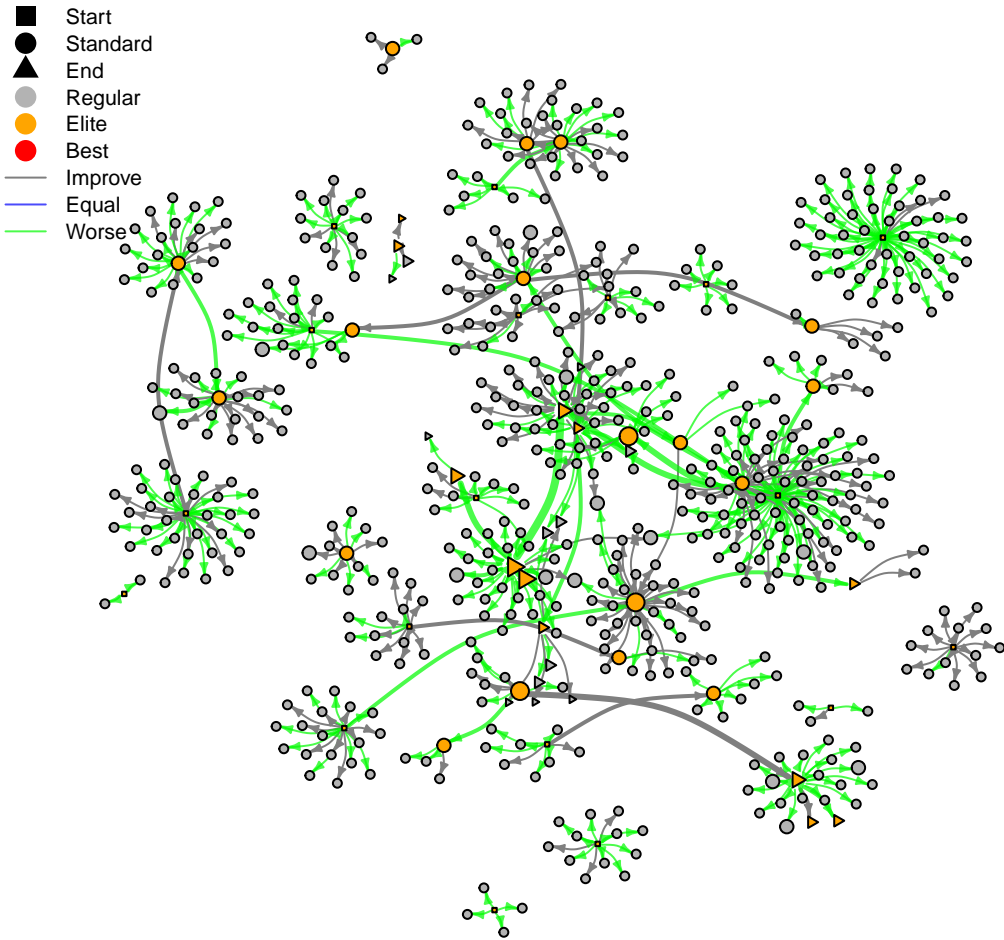 Start
Standard
End
Regular
Elite
Best
Improve
Equal
Worse